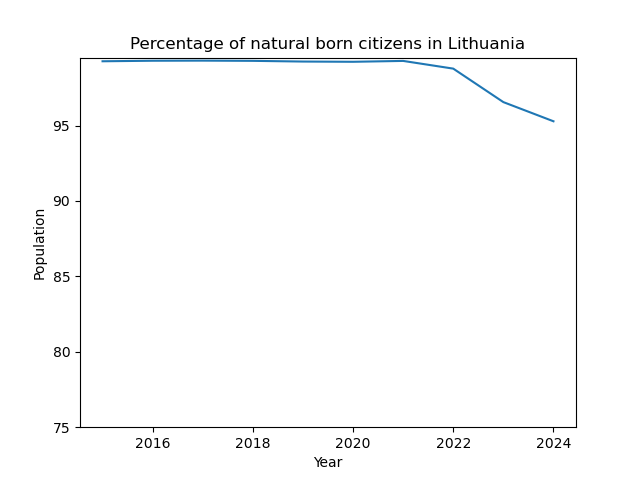 Percentage of natural born citizens in Lithuania
95
90
85
80
75
Population
2016 2018 2020 2022 2024
Year